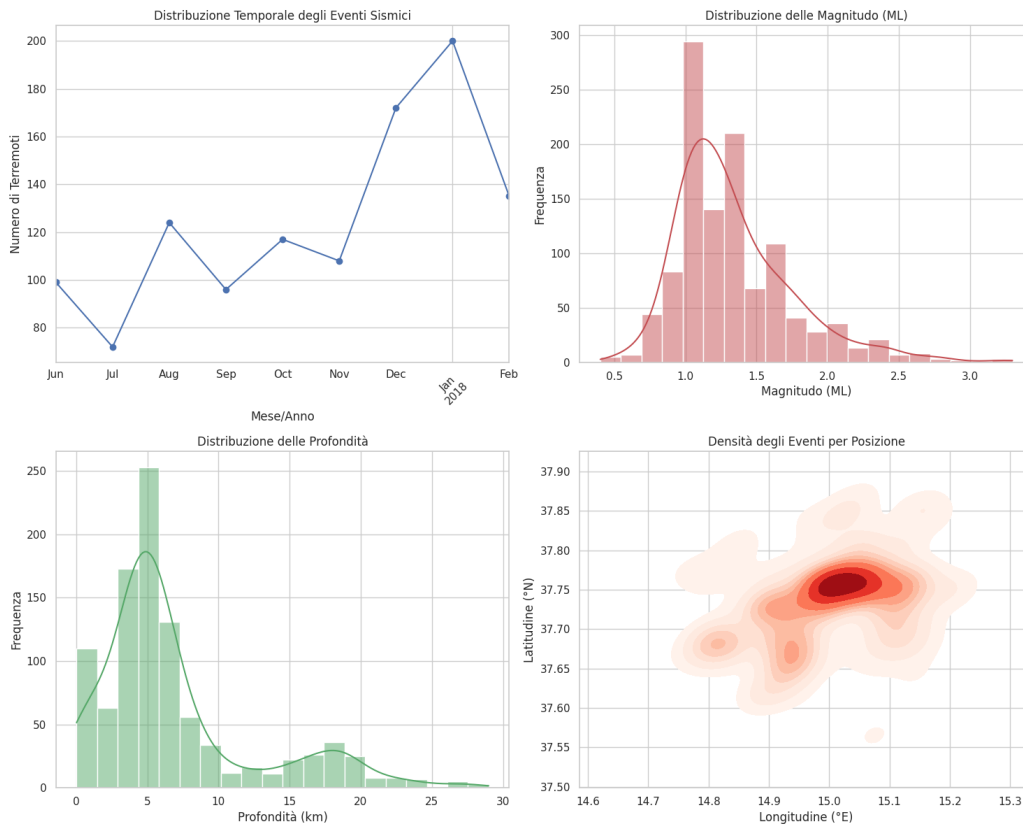 Distribuzione Temporale degli Eventi Sismici
200
180
160
140
120
100
80
Numero di Terremoti
Jun Jul Aug Sep Oct Nov Dec Jan Feb
2018
Mese/Anno
Distribuzione delle Magnitudo (ML)
300
250
200
150
100
50
0
Frequenza
0.5 1.0 1.5 2.0 2.5 3.0
Magnitudo (ML)
Distribuzione delle Profondità
250
200
150
100
50
0
Frequenza
0 5 10 15 20 25 30
Profondità (km)
Densità degli Eventi per Posizione
37.90
37.85
37.80
37.75
37.70
37.65
37.60
37.55
37.50
Latitudine (°N)
14.6 14.7 14.8 14.9 15.0 15.1 15.2 15.3
Longitudine (°E)